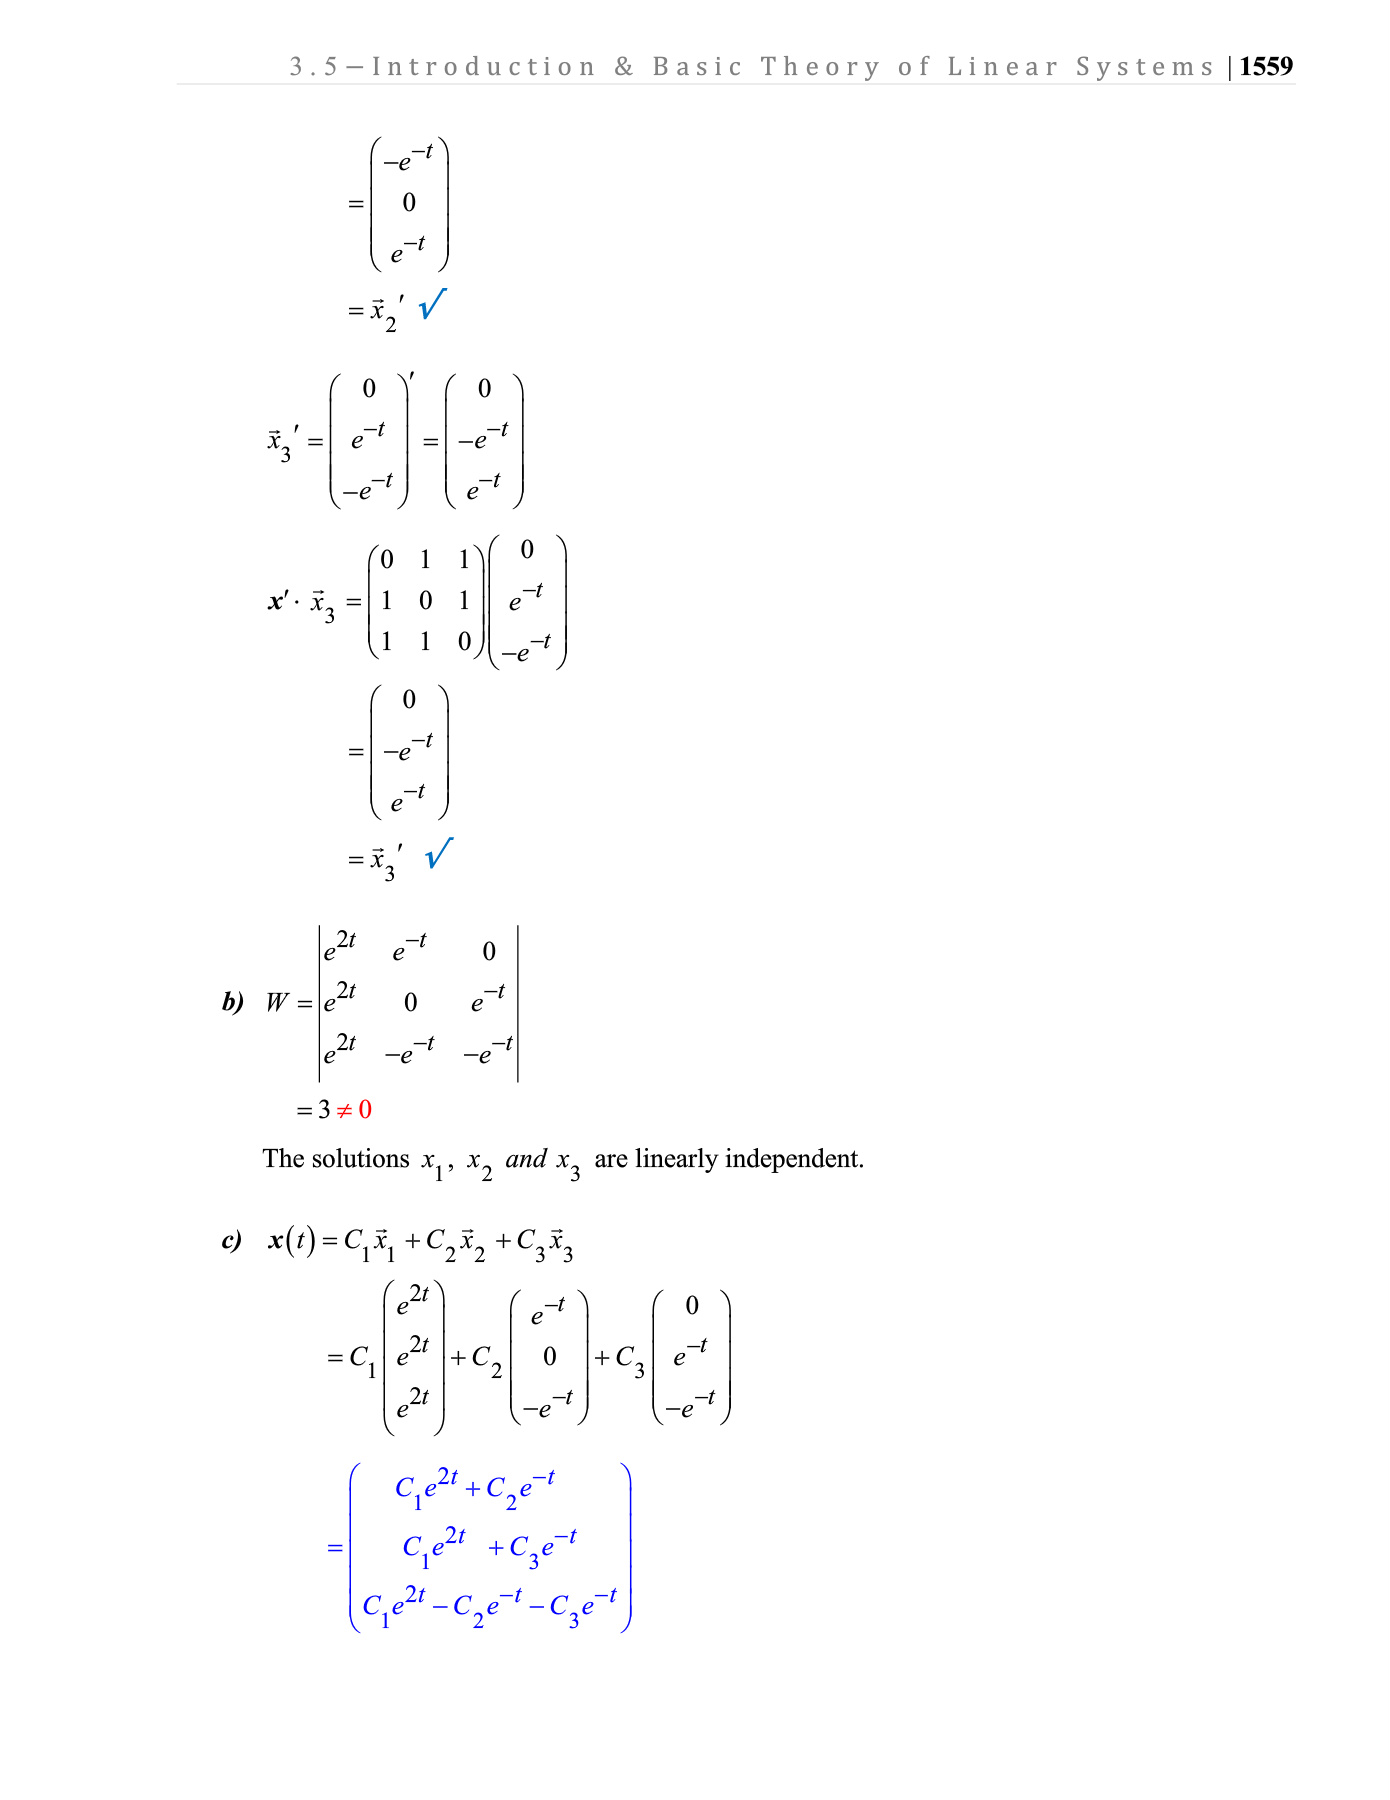 3.5–Introduction & Basic Theory of Linear Systems |1559
= \begin{pmatrix} -e^{-t} \\ 0 \\ e^{-t} \end{pmatrix}
= \vec{x}_2' √
\vec{x}_3' = \begin{pmatrix} 0 \\ e^{-t} \\ -e^{-t} \end{pmatrix}' = \begin{pmatrix} 0 \\ -e^{-t} \\ e^{-t} \end{pmatrix}
x' · \vec{x}_3 = \begin{pmatrix} 0 & 1 & 1 \\ 1 & 0 & 1 \\ 1 & 1 & 0 \end{pmatrix} \begin{pmatrix} 0 \\ e^{-t} \\ -e^{-t} \end{pmatrix}
= \begin{pmatrix} 0 \\ -e^{-t} \\ e^{-t} \end{pmatrix}
= \vec{x}_3' √
b) W = \begin{vmatrix} e^{2t} & e^{-t} & 0 \\ e^{2t} & 0 & e^{-t} \\ e^{2t} & -e^{-t} & -e^{-t} \end{vmatrix}
= 3 ≠ 0
The solutions x_1, x_2 and x_3 are linearly independent.
c) x(t) = C_1\vec{x}_1 + C_2\vec{x}_2 + C_3\vec{x}_3
= C_1 \begin{pmatrix} e^{2t} \\ e^{2t} \\ e^{2t} \end{pmatrix} + C_2 \begin{pmatrix} e^{-t} \\ 0 \\ -e^{-t} \end{pmatrix} + C_3 \begin{pmatrix} 0 \\ e^{-t} \\ -e^{-t} \end{pmatrix}
= \begin{pmatrix} C_1e^{2t} + C_2e^{-t} \\ C_1e^{2t} + C_3e^{-t} \\ C_1e^{2t} - C_2e^{-t} - C_3e^{-t} \end{pmatrix}